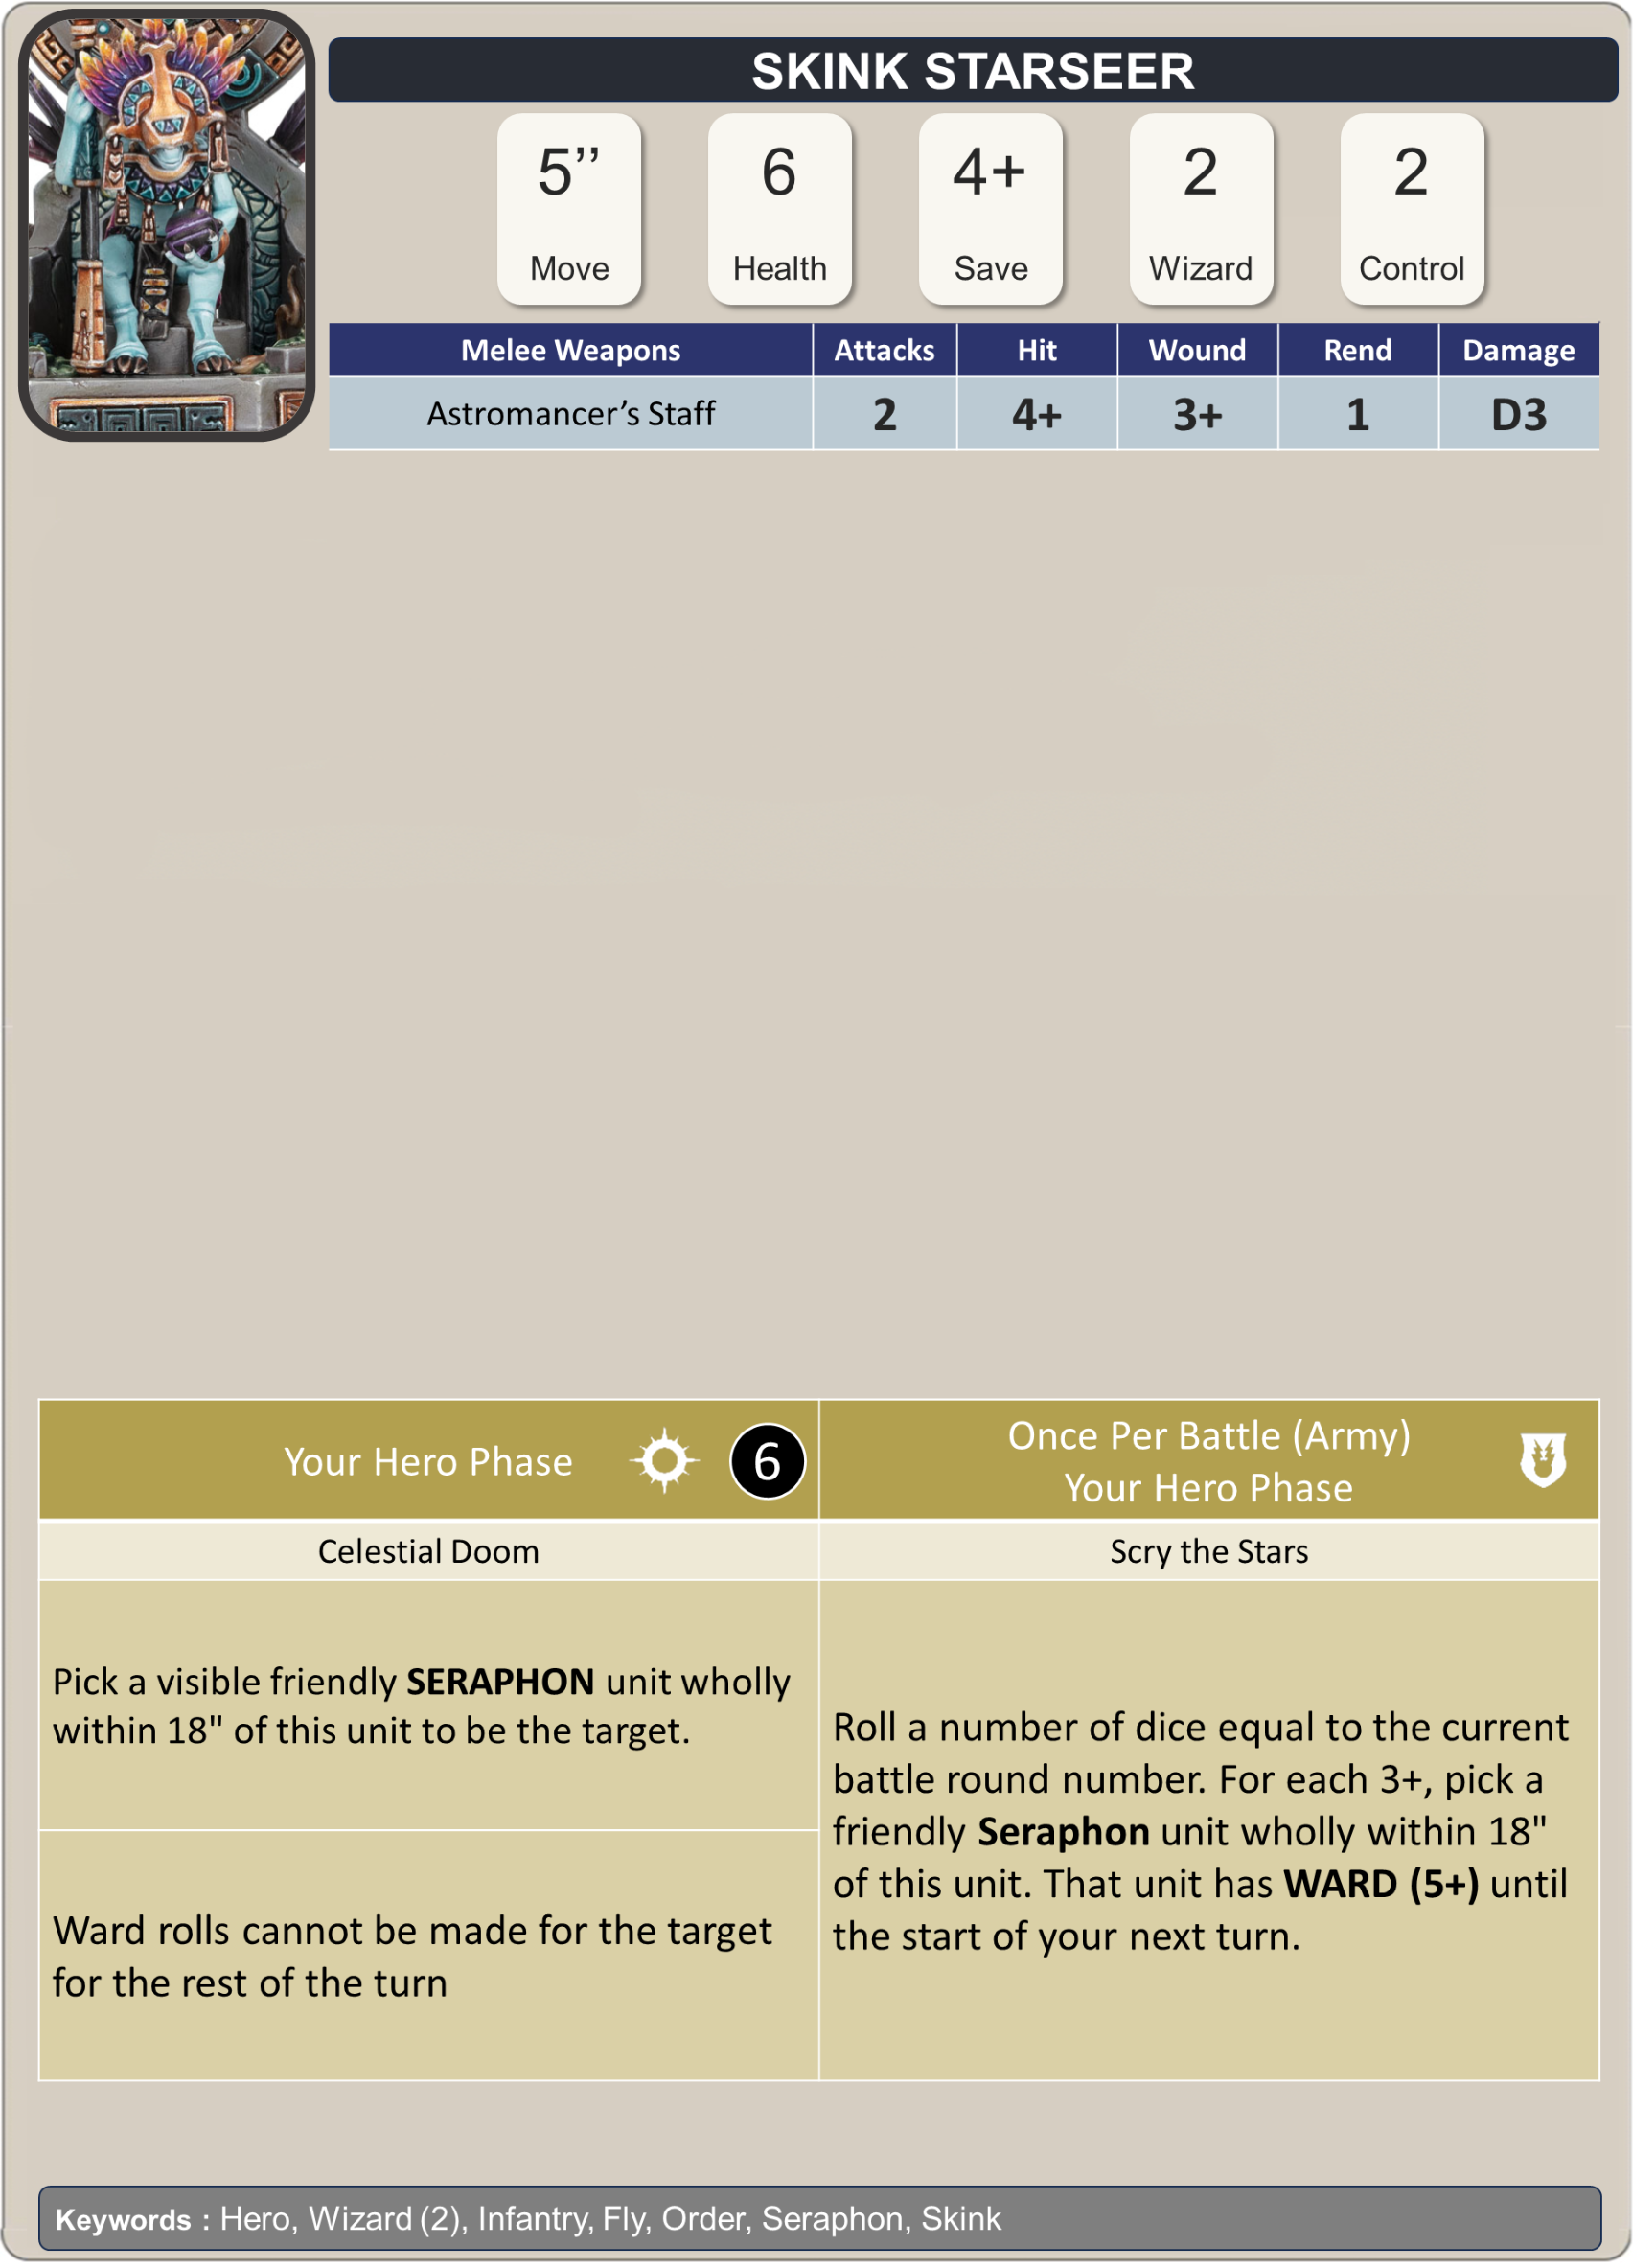 SKINK STARSEER
5’’ 6 4+ 2 2
Move Health Save Wizard Control
Melee Weapons Attacks Hit Wound Rend Damage
Astromancer’s Staff 2 4+ 3+ 1 D3
Your Hero Phase 6
Once Per Battle (Army)
Your Hero Phase
Celestial Doom
Scry the Stars
Pick a visible friendly SERAPHON unit wholly
within 18" of this unit to be the target.
Ward rolls cannot be made for the target
for the rest of the turn
Roll a number of dice equal to the current
battle round number. For each 3+, pick a
friendly Seraphon unit wholly within 18"
of this unit. That unit has WARD (5+) until
the start of your next turn.
Keywords : Hero, Wizard (2), Infantry, Fly, Order, Seraphon, Skink